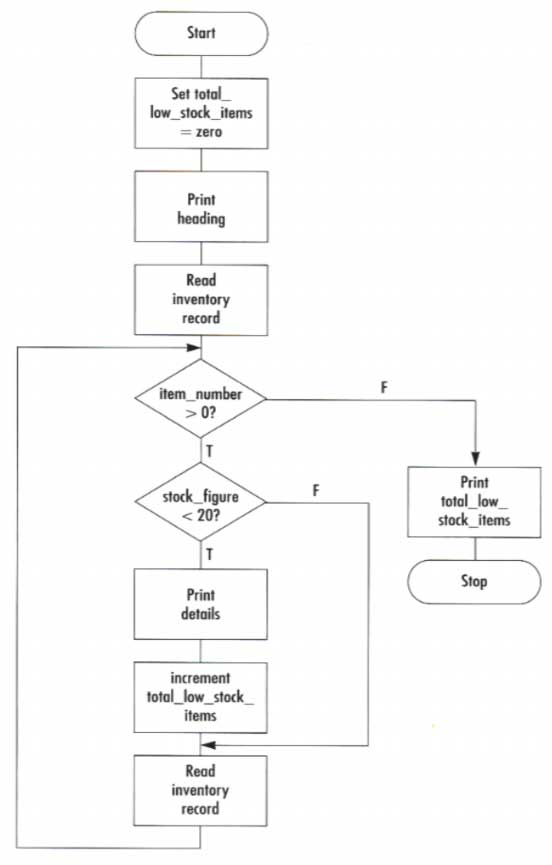 Start
Set total_
low_stock_items
= zero
Print
heading
Read
inventory
record
item_number
> 0?
F
T
stock_figure
< 20?
F
T
Print
total_low_
stock_items
Stop
Print
details
increment
total_low_stock_
items
Read
inventory
record